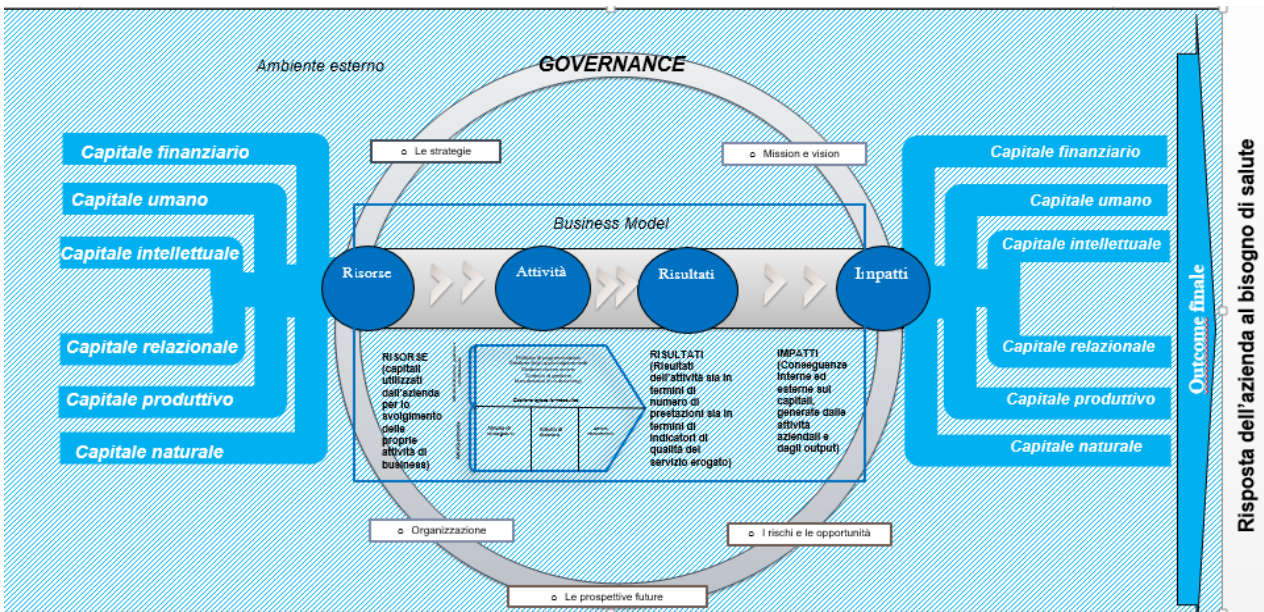 Ambiente esterno
GOVERNANCE
Le strategie
Mission e vision
Capitale finanziario
Capitale umano
Capitale intellettuale
Capitale relazionale
Capitale produttivo
Capitale naturale
Business Model
Risorse
Attività
Risultati
Impatti
RISORSE
(capitali
utilizzati
dall'azienda
per lo
svolgimento
delle
proprie
attività di
business)
RISULTATI
(Risultati
dell'attività sia in
termini di
numero di
prestazioni sia in
termini di
indicatori di
qualità del
servizio erogato)
IMPATTI
(Conseguenze
interne ed
esterne sui
capitali,
generate dalle
attività
aziendali e
dagli output)
Organizzazione
I rischi e le opportunità
Le prospettive future
Capitale finanziario
Capitale umano
Capitale intellettuale
Capitale relazionale
Capitale produttivo
Capitale naturale
Outcome finale
Risposta dell'azienda al bisogno di salute